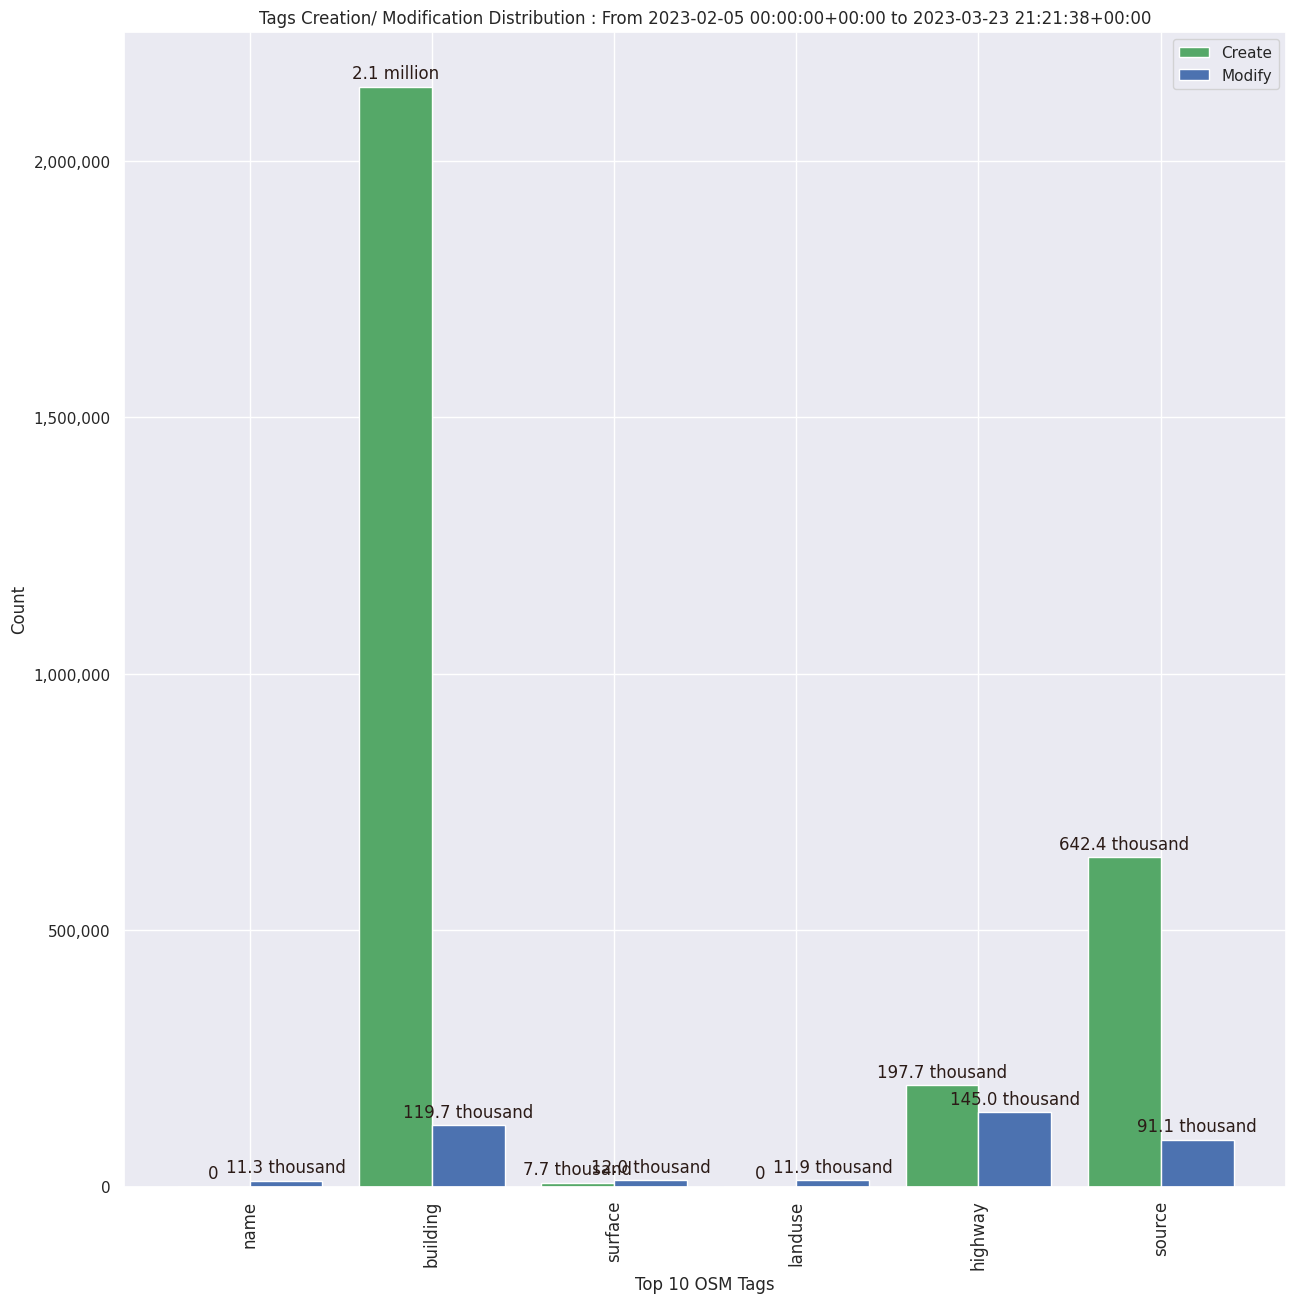 Tags Creation/ Modification Distribution : From 2023-02-05 00:00:00+00:00 to 2023-03-23 21:21:38+00:00
Create
Modify
2.1 million
2,000,000
1,500,000
Count
1,000,000
642.4 thousand
500,000
197.7 thousand
145.0 thousand
119.7 thousand
91.1 thousand
0
11.3 thousand
7.7 thousand
12.0 thousand
0
11.9 thousand
0
name
building
surface
landuse
highway
source
Top 10 OSM Tags